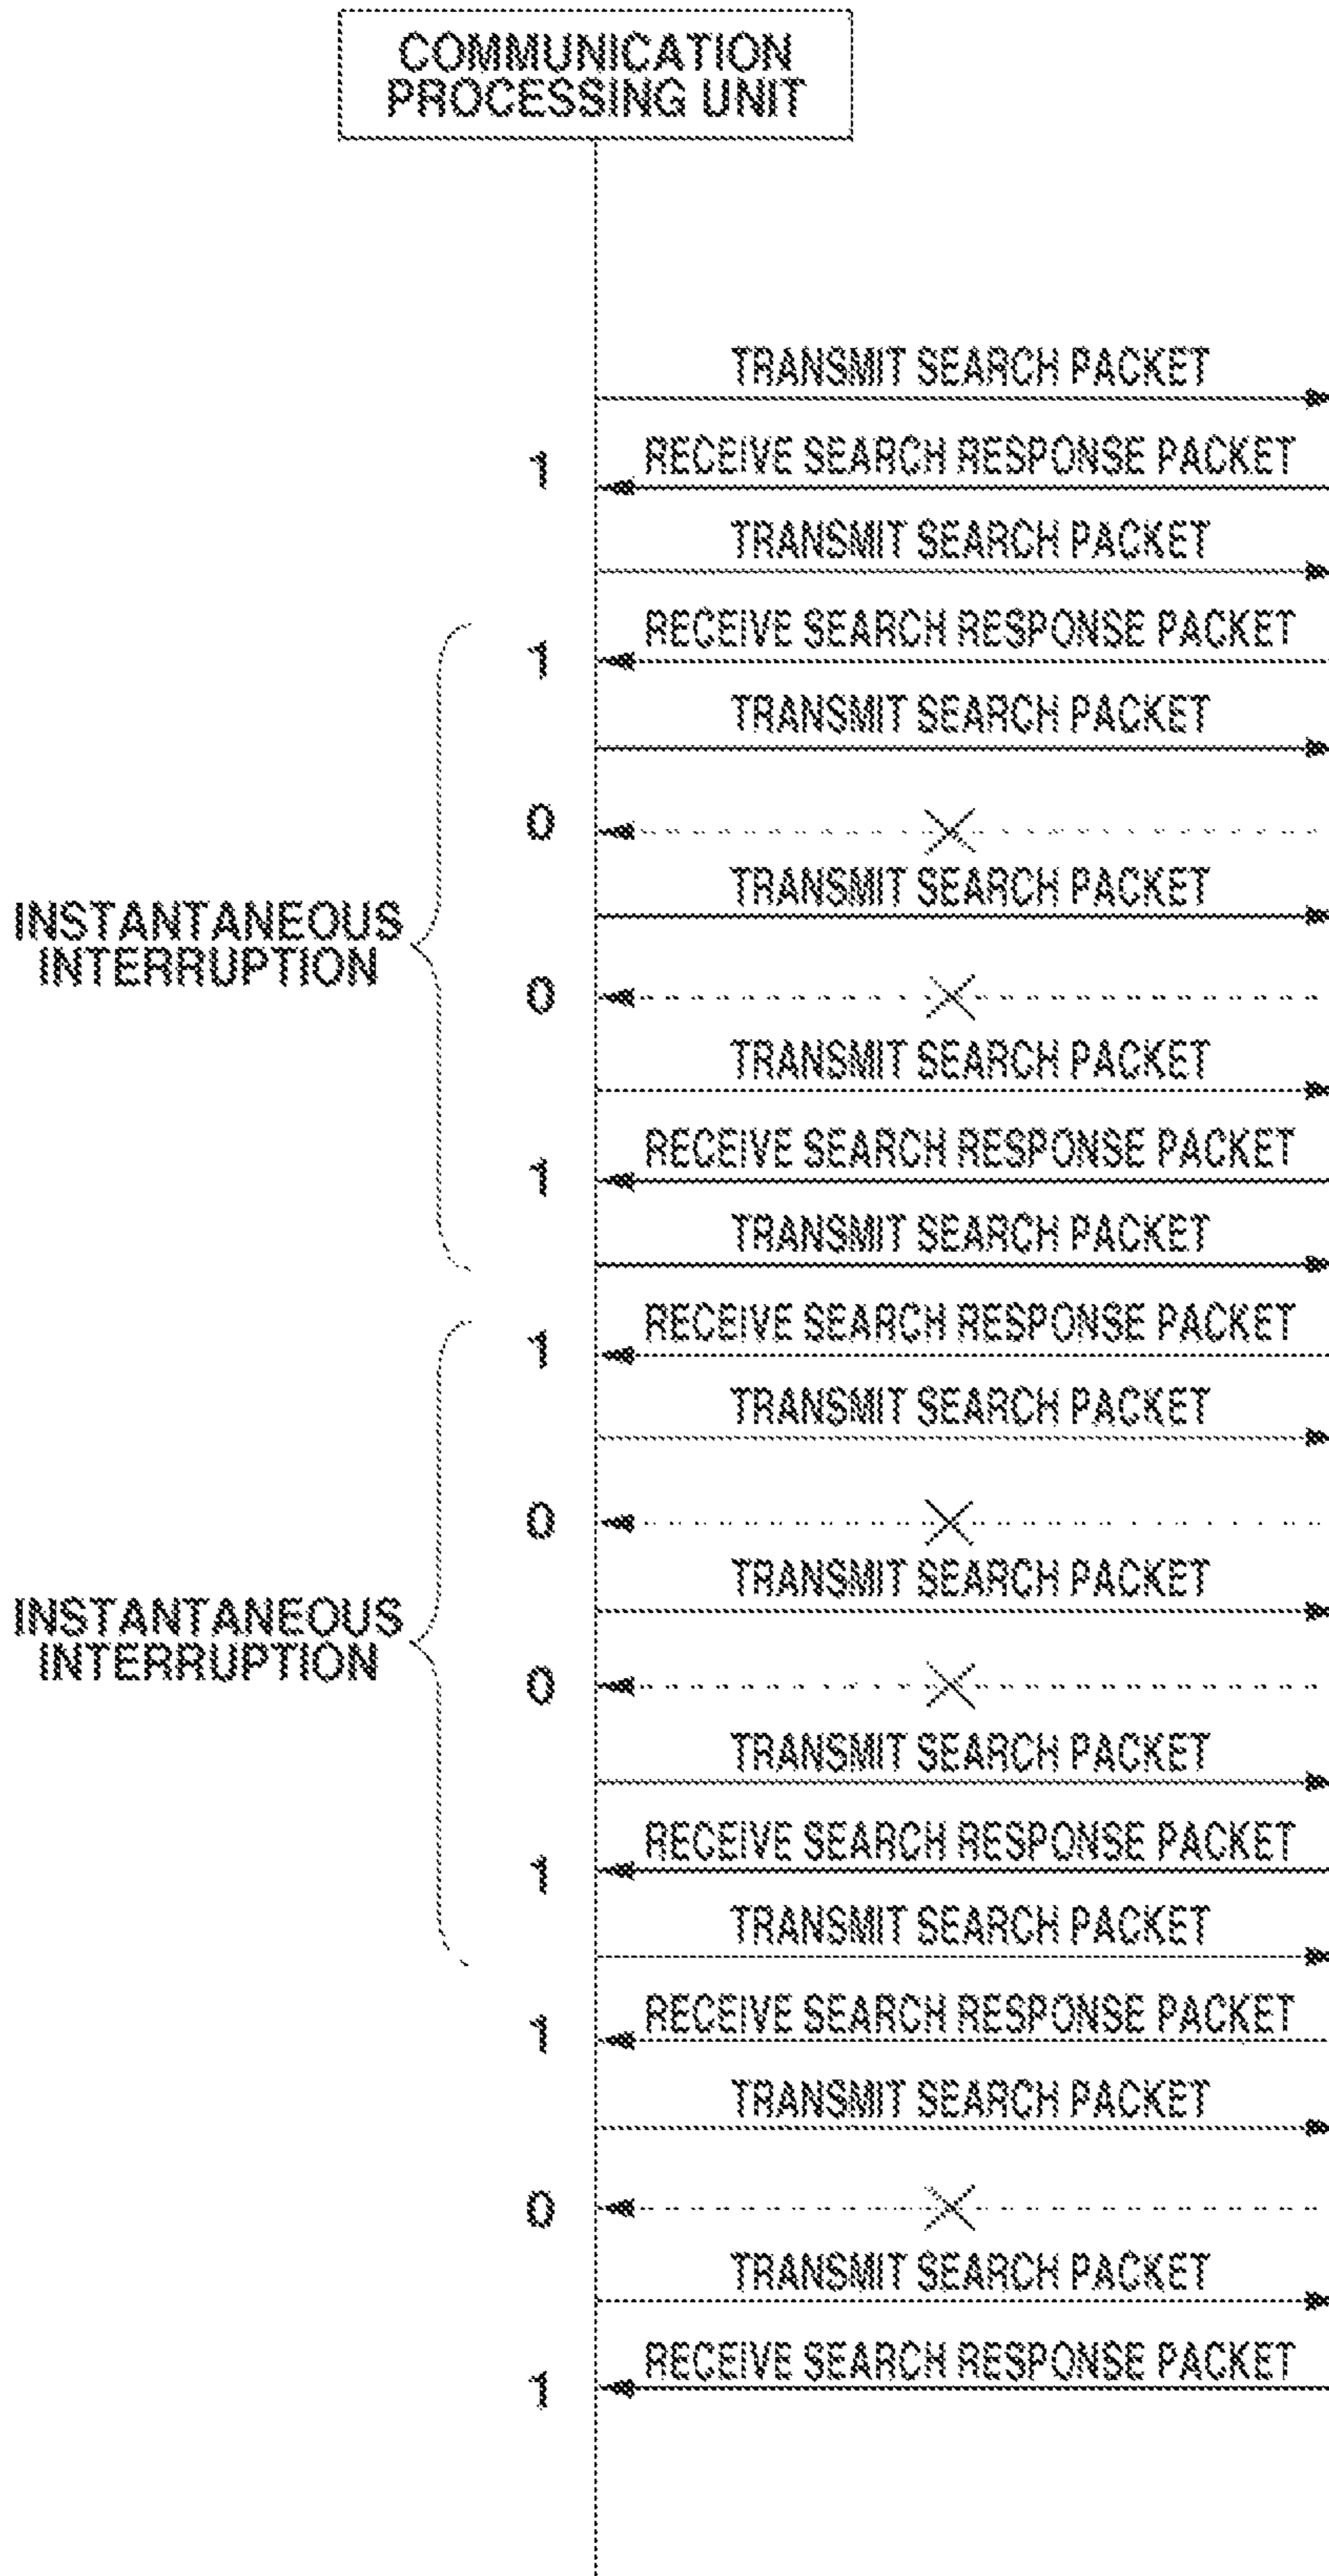 COMMUNICATION
PROCESSING UNIT
TRANSMIT SEARCH PACKET
1 RECEIVE SEARCH RESPONSE PACKET
TRANSMIT SEARCH PACKET
1 RECEIVE SEARCH RESPONSE PACKET
TRANSMIT SEARCH PACKET
0
TRANSMIT SEARCH PACKET
INSTANTANEOUS
INTERRUPTION
0
TRANSMIT SEARCH PACKET
1 RECEIVE SEARCH RESPONSE PACKET
TRANSMIT SEARCH PACKET
1 RECEIVE SEARCH RESPONSE PACKET
TRANSMIT SEARCH PACKET
0
TRANSMIT SEARCH PACKET
INSTANTANEOUS
INTERRUPTION
0
TRANSMIT SEARCH PACKET
1 RECEIVE SEARCH RESPONSE PACKET
TRANSMIT SEARCH PACKET
1 RECEIVE SEARCH RESPONSE PACKET
TRANSMIT SEARCH PACKET
0
TRANSMIT SEARCH PACKET
1 RECEIVE SEARCH RESPONSE PACKET